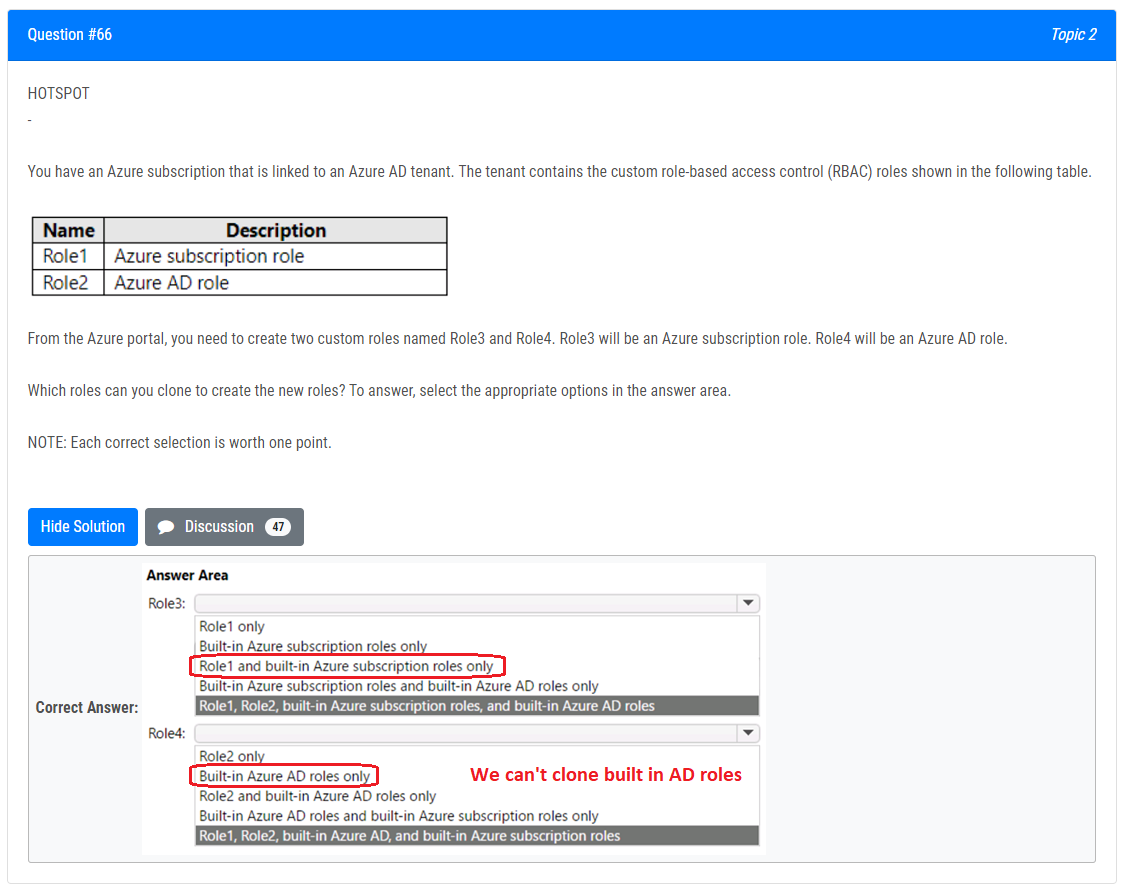 Question #66
Topic 2
HOTSPOT
-
You have an Azure subscription that is linked to an Azure AD tenant. The tenant contains the custom role-based access control (RBAC) roles shown in the following table.
Name Description
Role1 Azure subscription role
Role2 Azure AD role
From the Azure portal, you need to create two custom roles named Role3 and Role4. Role3 will be an Azure subscription role. Role4 will be an Azure AD role.
Which roles can you clone to create the new roles? To answer, select the appropriate options in the answer area.
NOTE: Each correct selection is worth one point.
Hide Solution
Discussion 47
Correct Answer:
Answer Area
Role3:
Role1 only
Built-in Azure subscription roles only
Role1 and built-in Azure subscription roles only
Built-in Azure subscription roles and built-in Azure AD roles only
Role1, Role2, built-in Azure subscription roles, and built-in Azure AD roles
Role4:
Role2 only
Built-in Azure AD roles only
We can't clone built in AD roles
Role2 and built-in Azure AD roles only
Built-in Azure AD roles and built-in Azure subscription roles only
Role1, Role2, built-in Azure AD, and built-in Azure subscription roles